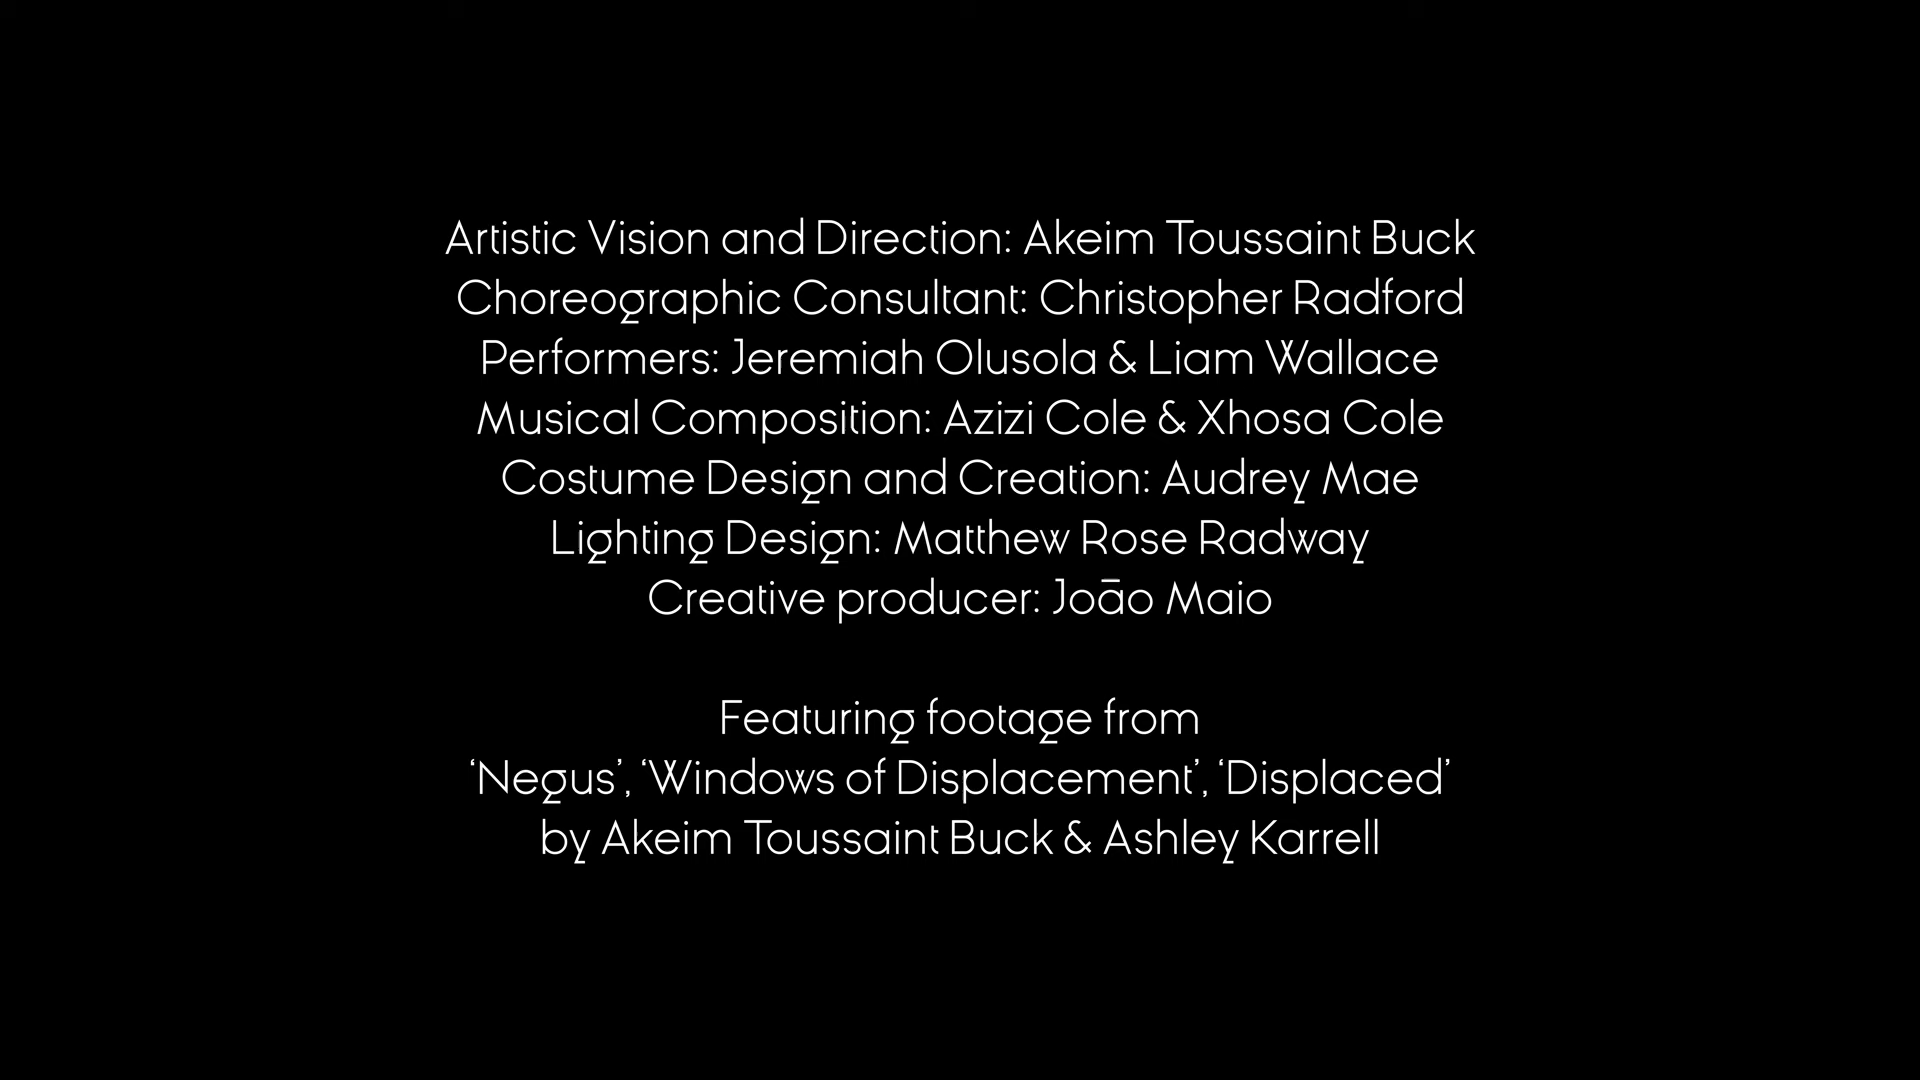 Artistic Vision and Direction: Akeim Toussaint Buck
Choreographic Consultant: Christopher Radford
Performers: Jeremiah Olusola & Liam Wallace
Musical Composition: Azizi Cole & Xhosa Cole
Costume Design and Creation: Audrey Mae
Lighting Design: Matthew Rose Radway
Creative producer: João Maio
Featuring footage from
‘Negus’, ‘Windows of Displacement’, ‘Displaced’
by Akeim Toussaint Buck & Ashley Karrell